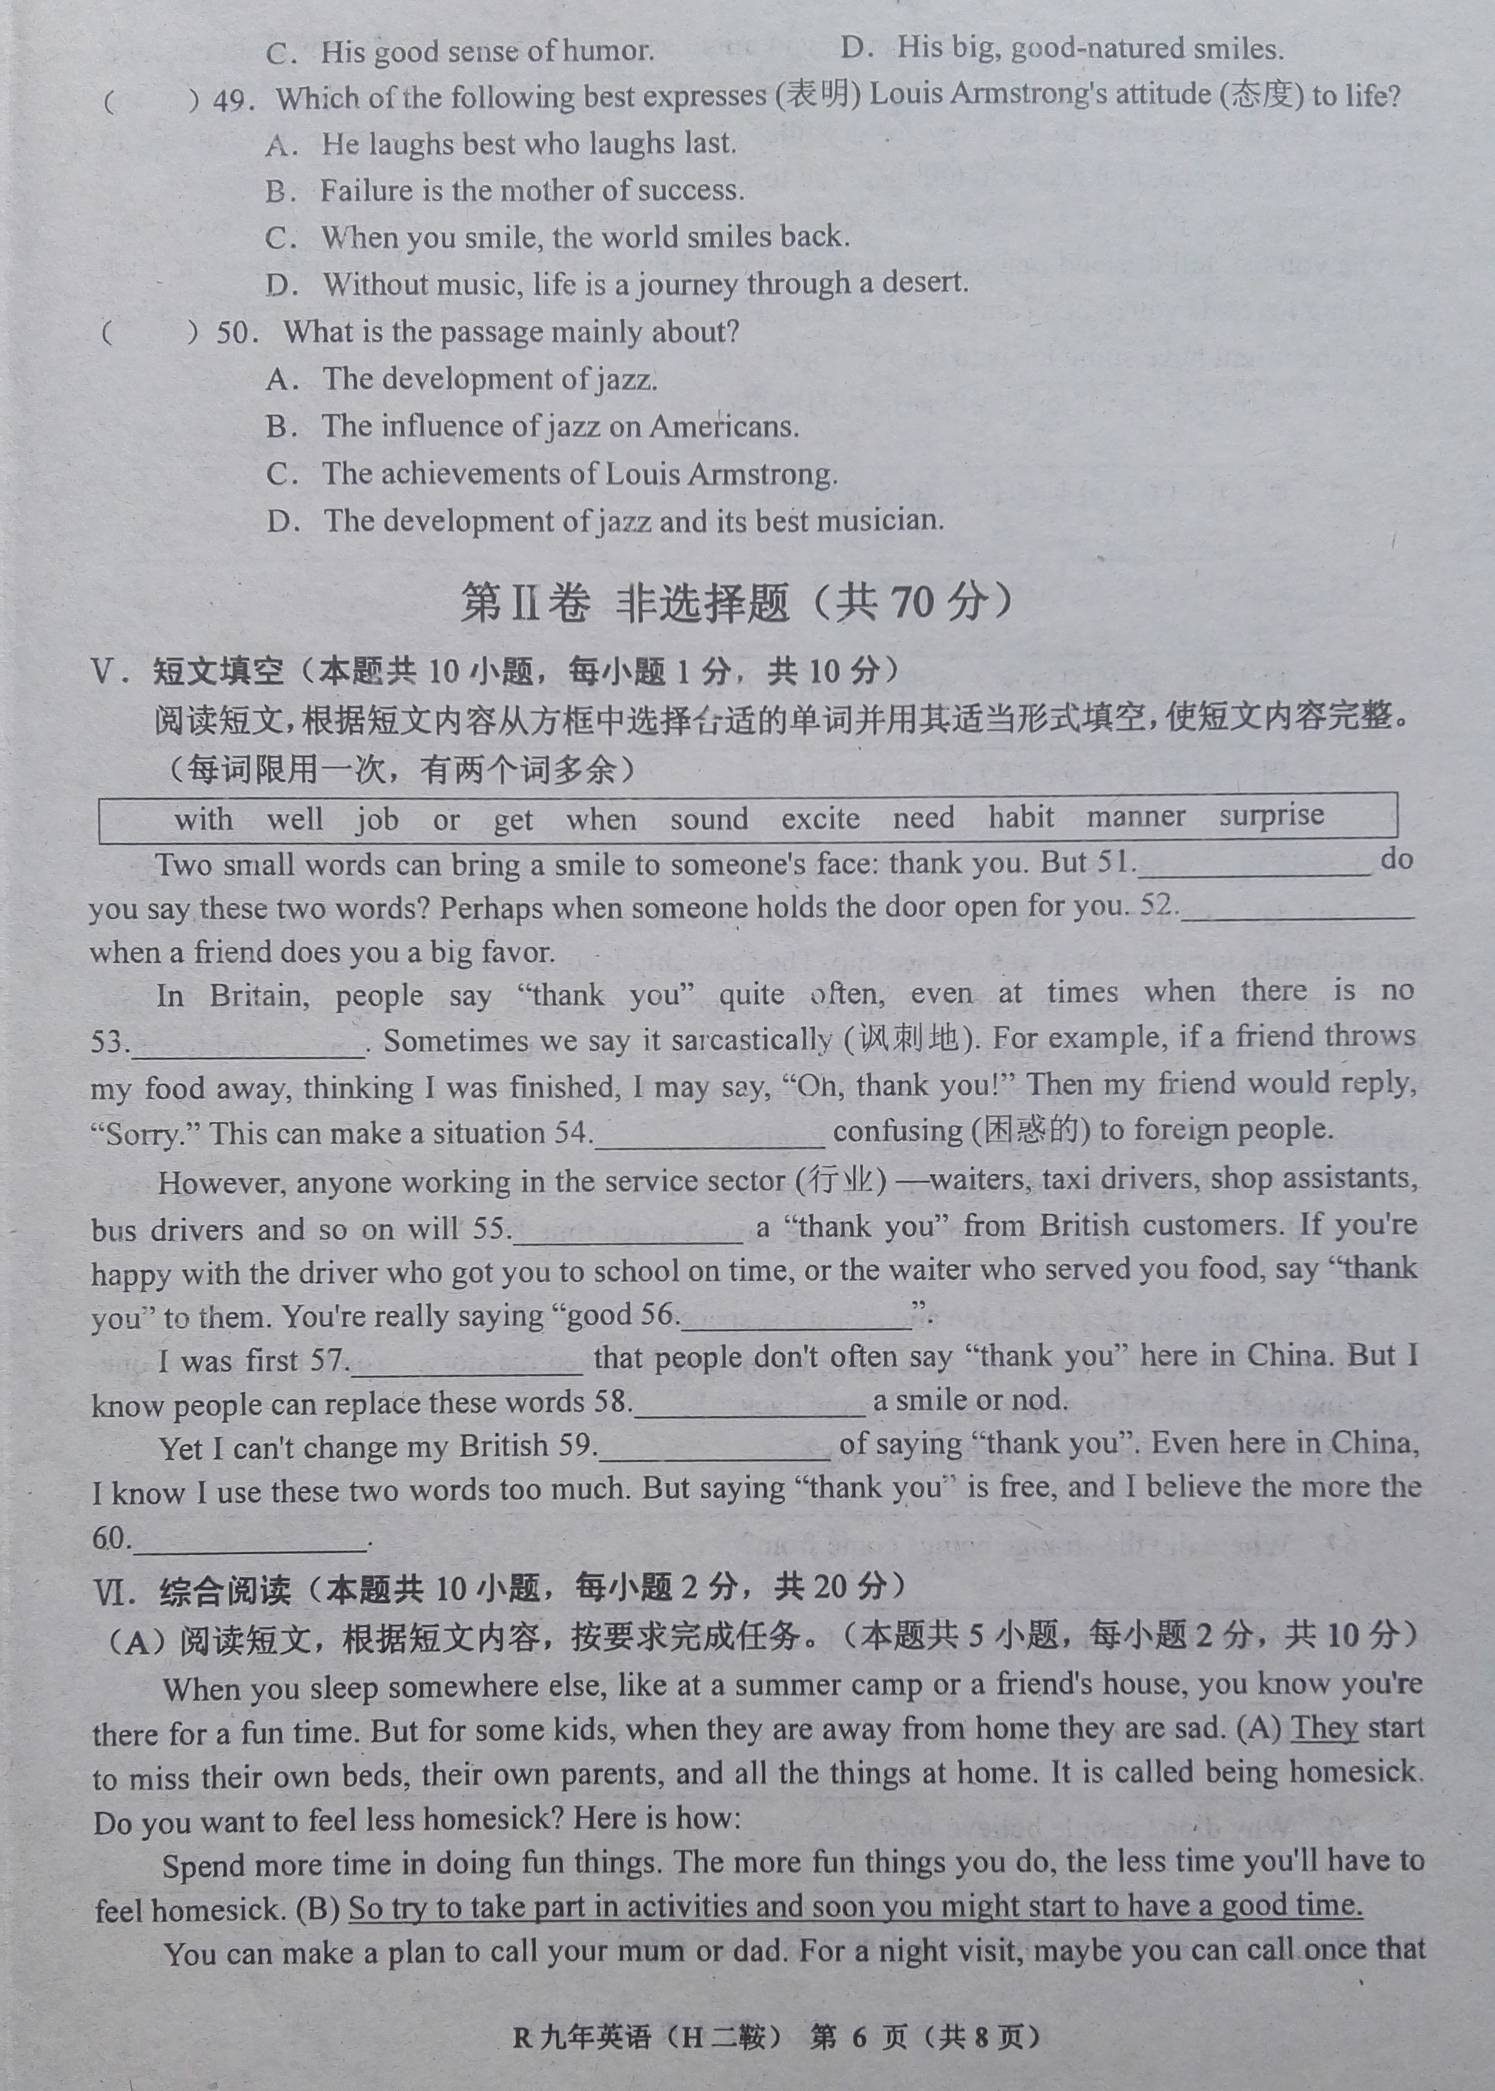 C. His good sense of humor. D. His big, good-natured smiles.
( ) 49. Which of the following best expresses (表明) Louis Armstrong's attitude (态度) to life?
A. He laughs best who laughs last.
B. Failure is the mother of success.
C. When you smile, the world smiles back.
D. Without music, life is a journey through a desert.
( ) 50. What is the passage mainly about?
A. The development of jazz.
B. The influence of jazz on Americans.
C. The achievements of Louis Armstrong.
D. The development of jazz and its best musician.
第Ⅱ卷 非选择题（共 70 分）
Ⅴ. 短文填空（本题共 10 小题，每小题 1 分，共 10 分）
阅读短文，根据短文内容从方框中选择合适的单词并用其适当形式填空，使短文内容完整。
（每词限用一次，有两个词多余）
with well job or get when sound excite need habit manner surprise
Two small words can bring a smile to someone's face: thank you. But 51.____________ do
you say these two words? Perhaps when someone holds the door open for you. 52.____________
when a friend does you a big favor.
In Britain, people say “thank you” quite often, even at times when there is no
53.____________. Sometimes we say it sarcastically (讽刺地). For example, if a friend throws
my food away, thinking I was finished, I may say, “Oh, thank you!” Then my friend would reply,
“Sorry.” This can make a situation 54.____________ confusing (困惑的) to foreign people.
However, anyone working in the service sector (行业) —waiters, taxi drivers, shop assistants,
bus drivers and so on will 55.____________ a “thank you” from British customers. If you're
happy with the driver who got you to school on time, or the waiter who served you food, say “thank
you” to them. You're really saying “good 56.____________”.
I was first 57.____________ that people don't often say “thank you” here in China. But I
know people can replace these words 58.____________ a smile or nod.
Yet I can't change my British 59.____________ of saying “thank you”. Even here in China,
I know I use these two words too much. But saying “thank you” is free, and I believe the more the
60.____________.
Ⅵ. 综合阅读（本题共 10 小题，每小题 2 分，共 20 分）
（A）阅读短文，根据短文内容，按要求完成任务。（本题共 5 小题，每小题 2 分，共 10 分）
When you sleep somewhere else, like at a summer camp or a friend's house, you know you're
there for a fun time. But for some kids, when they are away from home they are sad. (A) They start
to miss their own beds, their own parents, and all the things at home. It is called being homesick.
Do you want to feel less homesick? Here is how:
Spend more time in doing fun things. The more fun things you do, the less time you'll have to
feel homesick. (B) So try to take part in activities and soon you might start to have a good time.
You can make a plan to call your mum or dad. For a night visit, maybe you can call once that
R 九年英语（H 二鞍） 第 6 页（共 8 页）